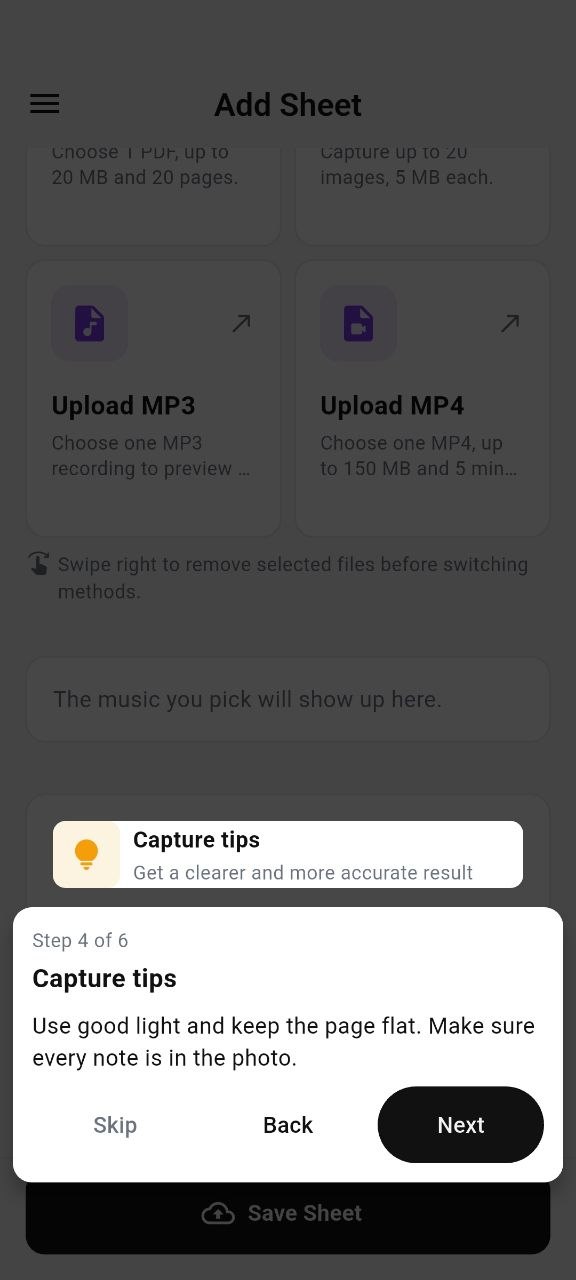 Add Sheet
Choose 1 PDF, up to
20 MB and 20 pages.
Capture up to 20
images, 5 MB each.
Upload MP3
Choose one MP3
recording to preview …
Upload MP4
Choose one MP4, up
to 150 MB and 5 min…
Swipe right to remove selected files before switching
methods.
The music you pick will show up here.
Capture tips
Get a clearer and more accurate result
Step 4 of 6
Capture tips
Use good light and keep the page flat. Make sure
every note is in the photo.
Skip
Back
Next
Save Sheet